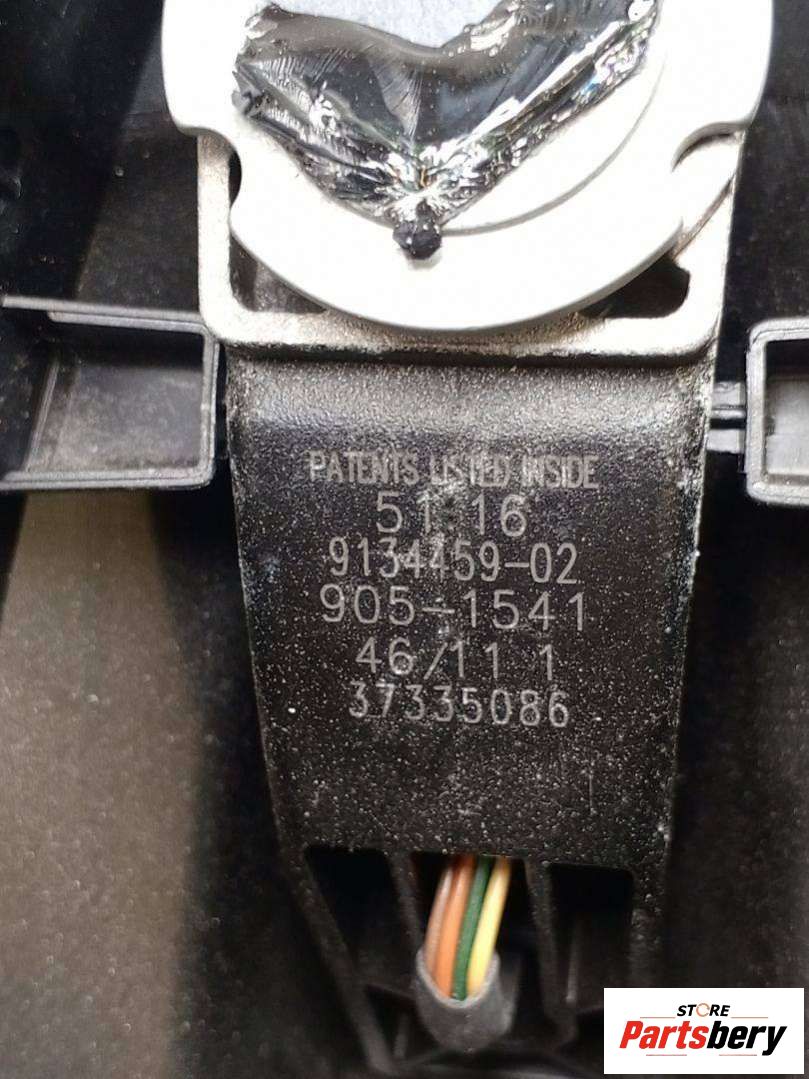 PATENTS LISTED INSIDE
51 16
9134459-02
905-1541
46/11 1
37335086
STORE
Partsbery